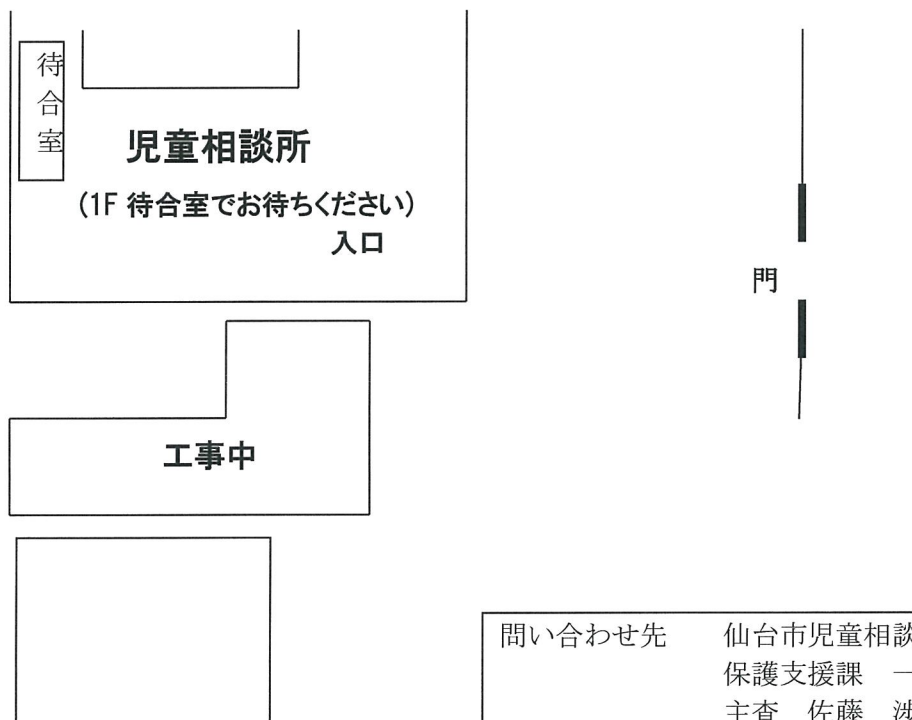 待合室
児童相談所
(1F 待合室でお待ちください)
入口
門
工事中
問い合わせ先 仙台市児童相談
保護支援課 一
主査 佐藤 渉